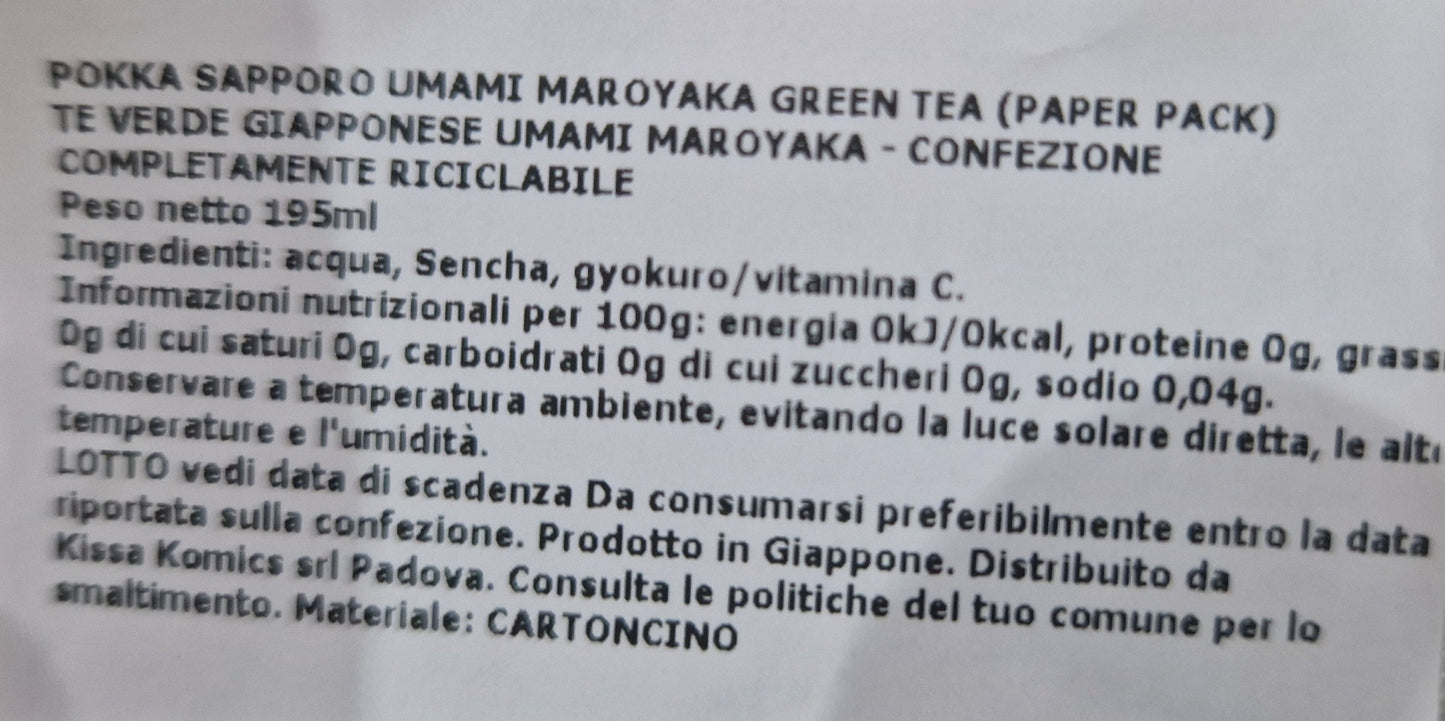 POKKA SAPPORO UMAMI MAROYAKA GREEN TEA (PAPER PACK)
TE VERDE GIAPPONESE UMAMI MAROYAKA - CONFEZIONE
COMPLETAMENTE RICICLABILE
Peso netto 195ml
Ingredienti: acqua, Sencha, gyokuro/vitamina C.
Informazioni nutrizionali per 100g: energia 0kJ/0kcal, proteine 0g, grassi
0g di cui saturi 0g, carboidrati 0g di cui zuccheri 0g, sodio 0,04g.
Conservare a temperatura ambiente, evitando la luce solare diretta, le alt
temperature e l'umidità.
LOTTO vedi data di scadenza Da consumarsi preferibilmente entro la data
riportata sulla confezione. Prodotto in Giappone. Distribuito da
Kissa Komics srl Padova. Consulta le politiche del tuo comune per lo
smaltimento. Materiale: CARTONCINO